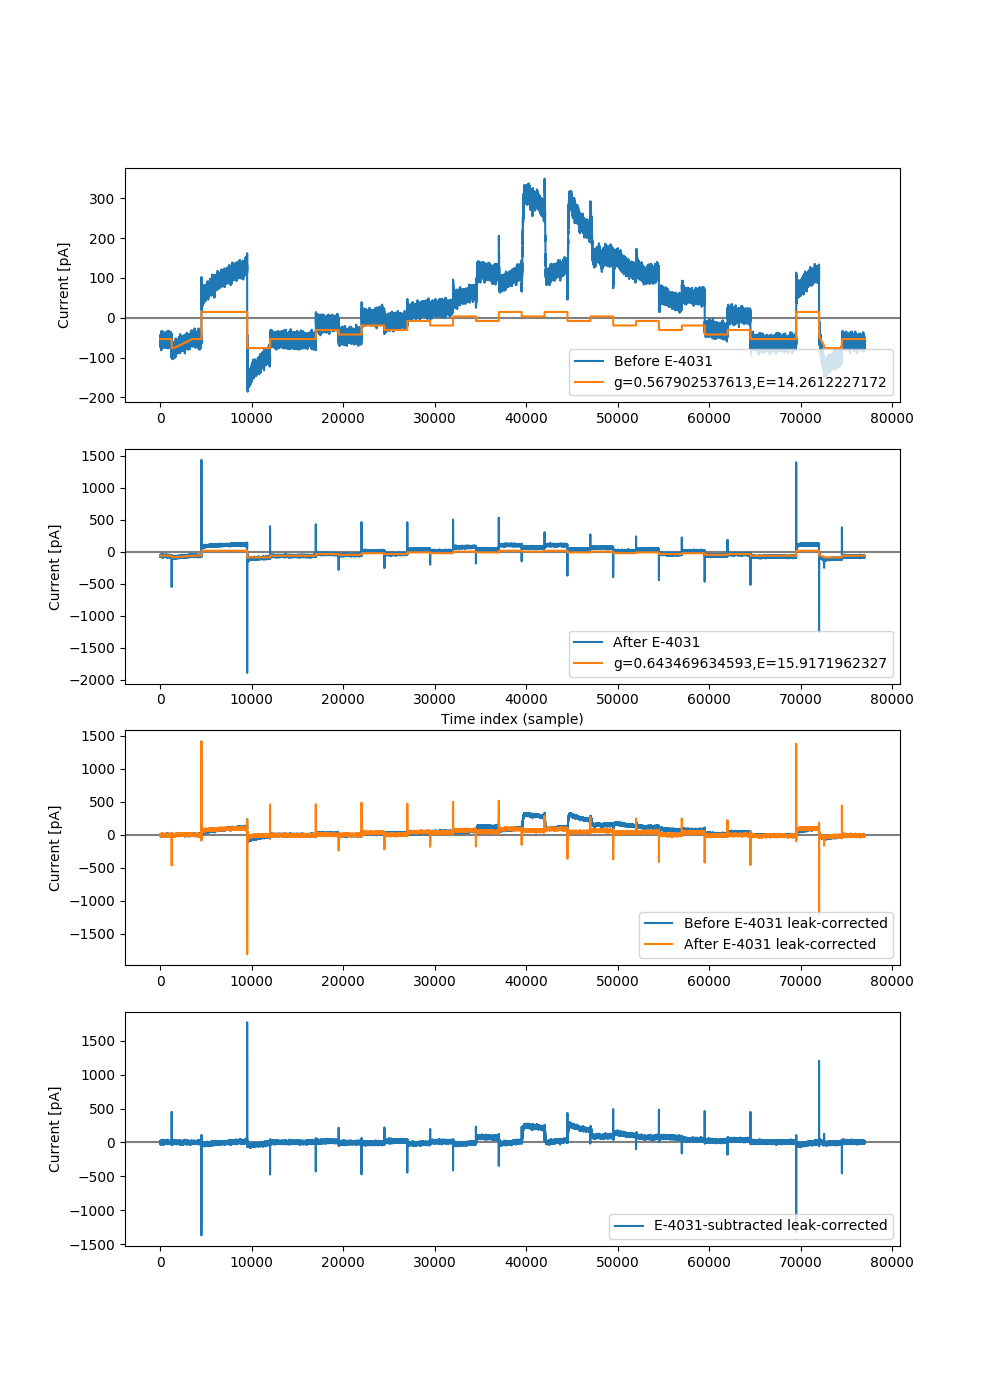 300
200
100
0
−100
−200
Current [pA]
Before E-4031
g=0.567902537613,E=14.2612227172
0 10000 20000 30000 40000 50000 60000 70000 80000
1500
1000
500
0
−500
−1000
−1500
−2000
Current [pA]
After E-4031
g=0.643469634593,E=15.9171962327
0 10000 20000 30000 40000 50000 60000 70000 80000
Time index (sample)
1500
1000
500
0
−500
−1000
−1500
Current [pA]
Before E-4031 leak-corrected
After E-4031 leak-corrected
0 10000 20000 30000 40000 50000 60000 70000 80000
1500
1000
500
0
−500
−1000
−1500
Current [pA]
E-4031-subtracted leak-corrected
0 10000 20000 30000 40000 50000 60000 70000 80000